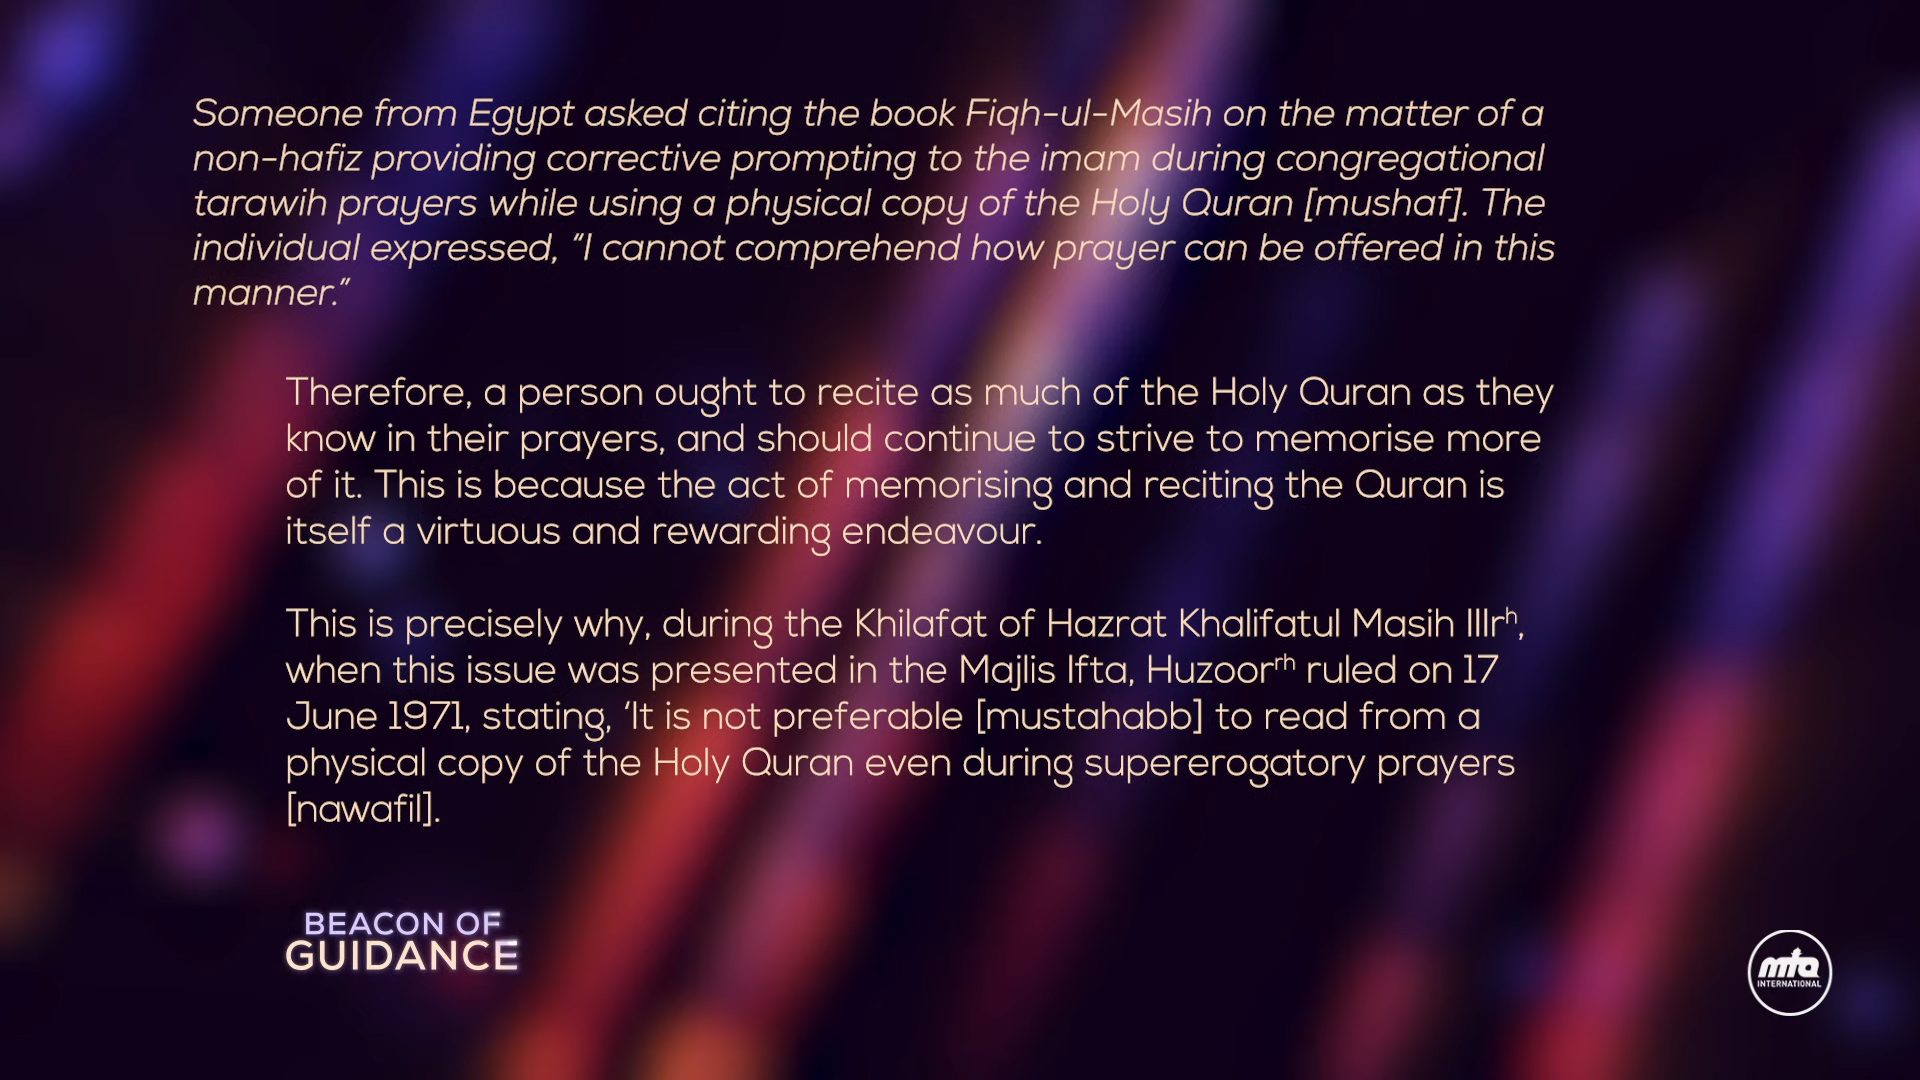 Someone from Egypt asked citing the book Fiqh-ul-Masih on the matter of a
non-hafiz providing corrective prompting to the imam during congregational
tarawih prayers while using a physical copy of the Holy Quran [mushaf]. The
individual expressed, “I cannot comprehend how prayer can be offered in this
manner.”
Therefore, a person ought to recite as much of the Holy Quran as they
know in their prayers, and should continue to strive to memorise more
of it. This is because the act of memorising and reciting the Quran is
itself a virtuous and rewarding endeavour.
This is precisely why, during the Khilafat of Hazrat Khalifatul Masih IIIrʰ,
when this issue was presented in the Majlis Ifta, Huzoorʳʰ ruled on 17
June 1971, stating, ‘It is not preferable [mustahabb] to read from a
physical copy of the Holy Quran even during supererogatory prayers
[nawafil].
BEACON OF
GUIDANCE
mta
INTERNATIONAL